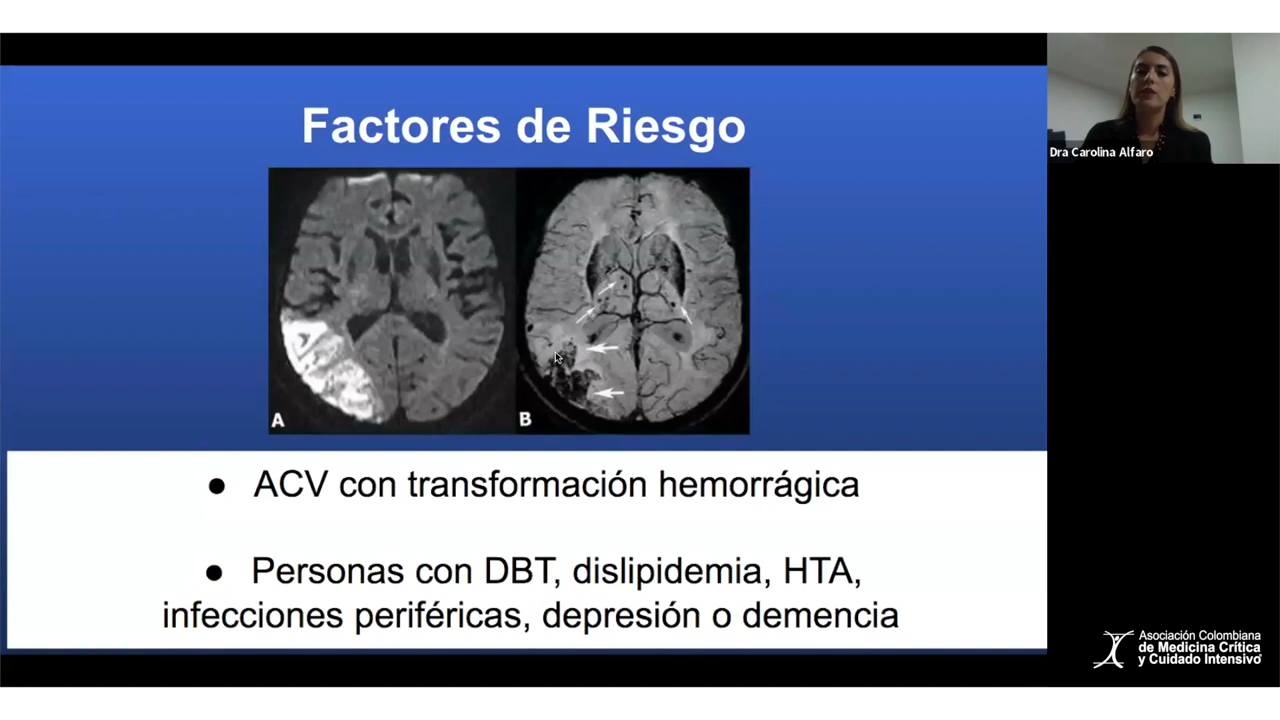 Factores de Riesgo
Dra Carolina Alfaro
A
B
● ACV con transformación hemorrágica
● Personas con DBT, dislipidemia, HTA,
infecciones periféricas, depresión o demencia
Asociación Colombiana
de Medicina Crítica
y Cuidado Intensivo